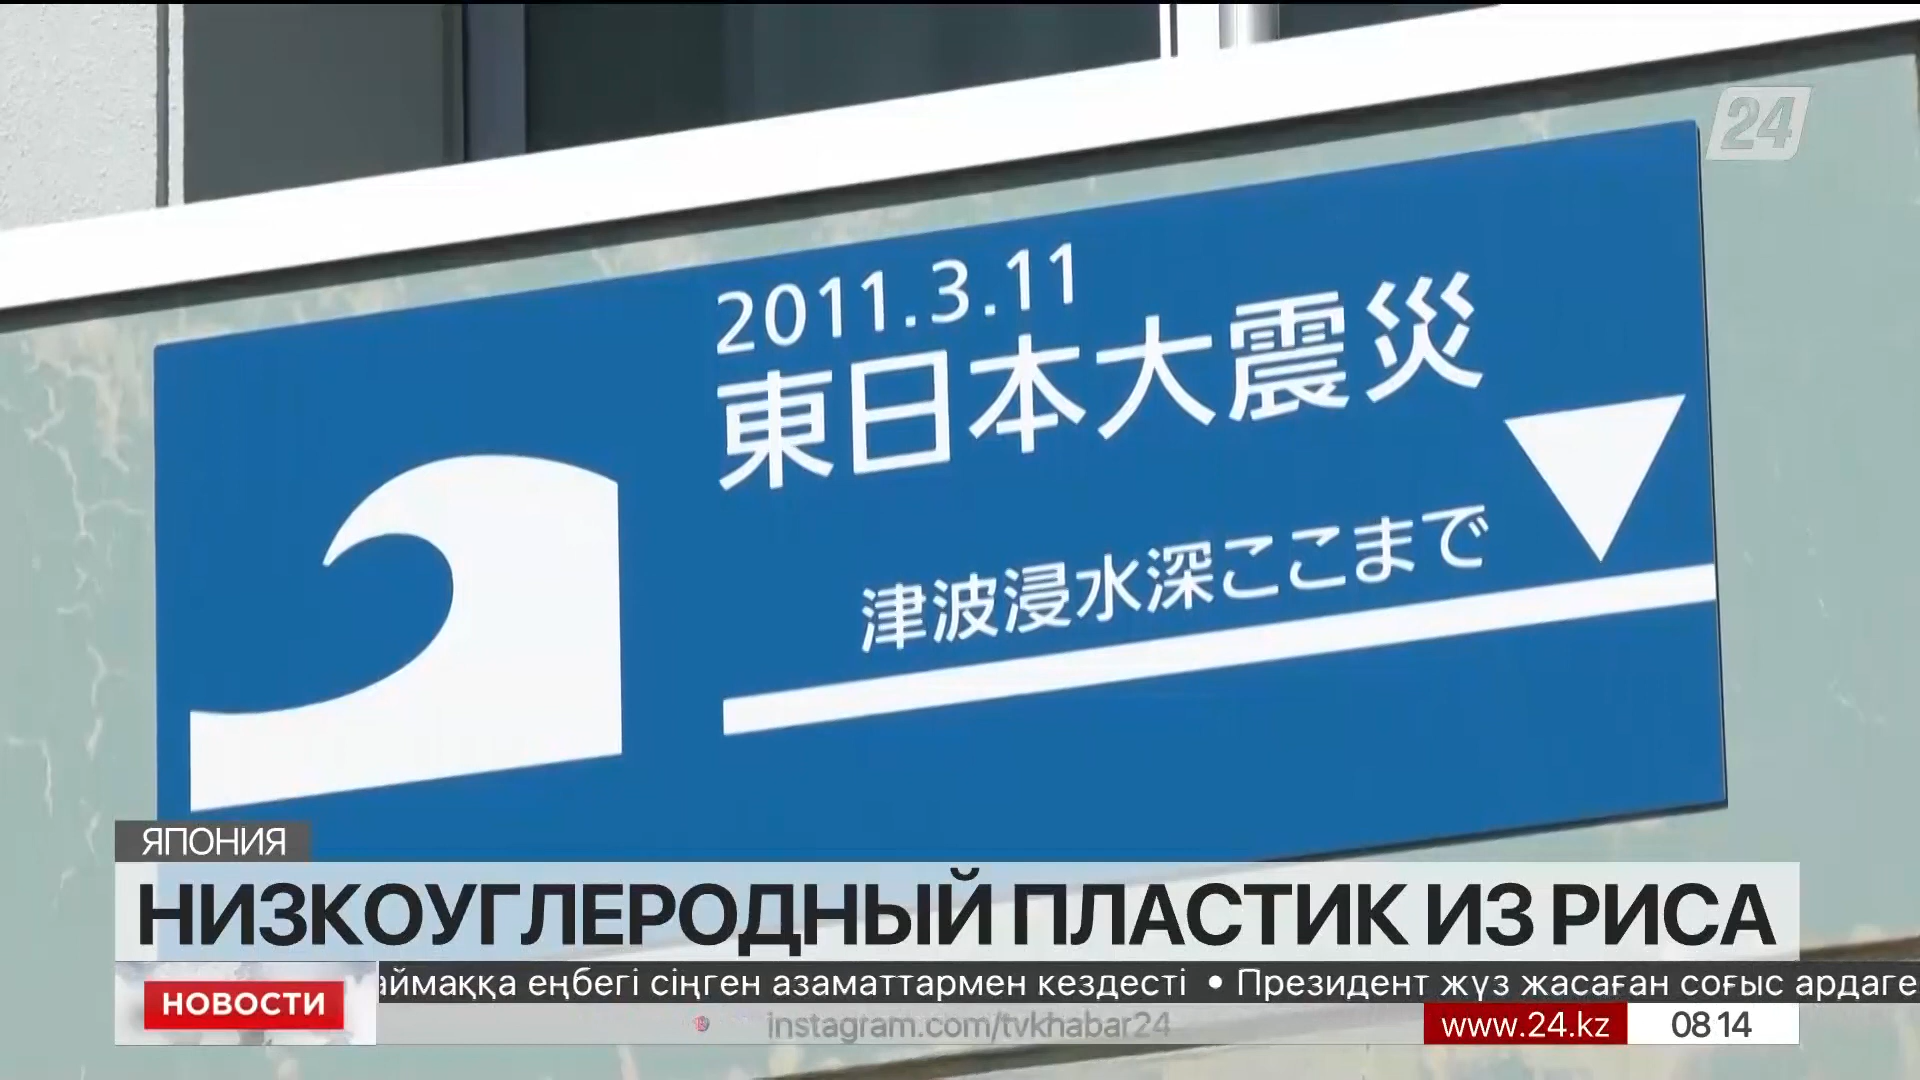 24
2011.3.11
東日本大震災
津波浸水深ここまで
ЯПОНИЯ
НИЗКОУГЛЕРОДНЫЙ ПЛАСТИК ИЗ РИСА
аймаққа еңбегі сіңген азаматтармен кездесті • Президент жүз жасаған соғыс ардаге
НОВОСТИ
instagram.com/tvkhabar24
www.24.kz
08 14